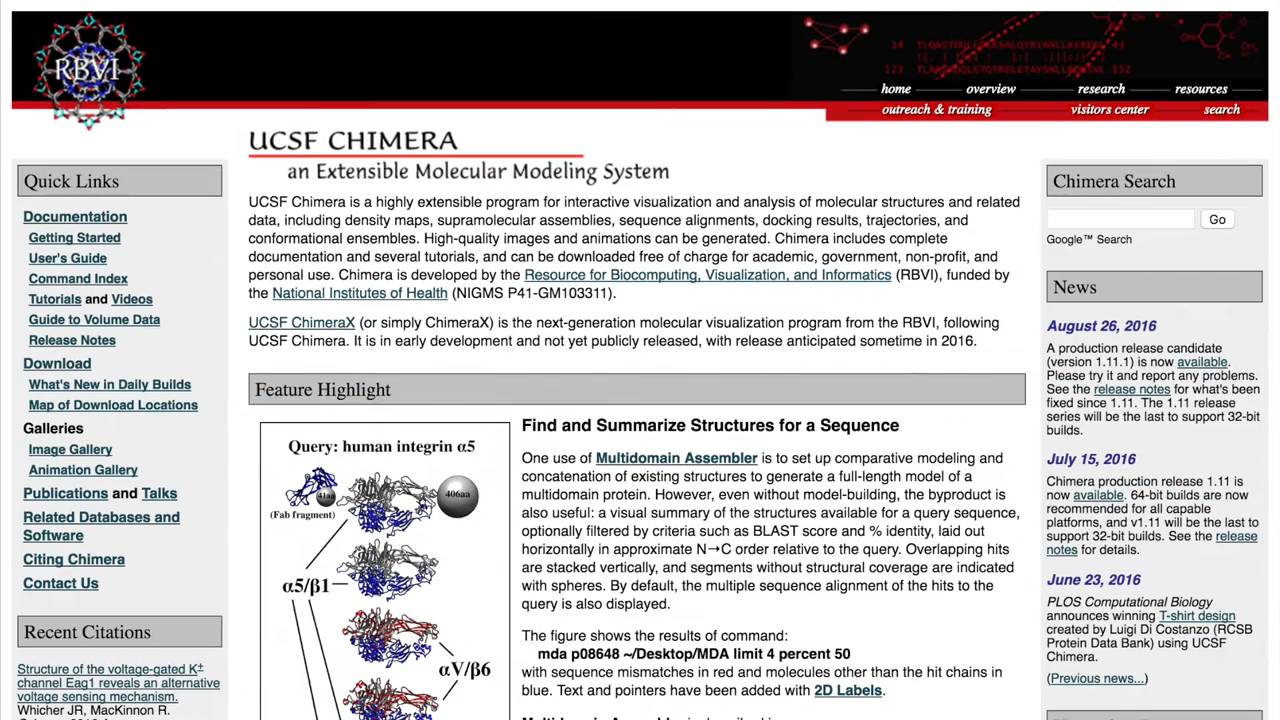 RBVI
home overview research resources
outreach & training visitors center search
UCSF CHIMERA
an Extensible Molecular Modeling System
Quick Links
Documentation
Getting Started
User's Guide
Command Index
Tutorials and Videos
Guide to Volume Data
Release Notes
Download
What's New in Daily Builds
Map of Download Locations
Galleries
Image Gallery
Animation Gallery
Publications and Talks
Related Databases and
Software
Citing Chimera
Contact Us
Recent Citations
Structure of the voltage-gated K±
channel Eag1 reveals an alternative
voltage sensing mechanism.
Whicher JR, MacKinnon R.
UCSF Chimera is a highly extensible program for interactive visualization and analysis of molecular structures and related
data, including density maps, supramolecular assemblies, sequence alignments, docking results, trajectories, and
conformational ensembles. High-quality images and animations can be generated. Chimera includes complete
documentation and several tutorials, and can be downloaded free of charge for academic, government, non-profit, and
personal use. Chimera is developed by the Resource for Biocomputing, Visualization, and Informatics (RBVI), funded by
the National Institutes of Health (NIGMS P41-GM103311).
UCSF ChimeraX (or simply ChimeraX) is the next-generation molecular visualization program from the RBVI, following
UCSF Chimera. It is in early development and not yet publicly released, with release anticipated sometime in 2016.
Feature Highlight
Query: human integrin α5
41aa
406aa
(Fab fragment)
α5/β1
αV/β6
Find and Summarize Structures for a Sequence
One use of Multidomain Assembler is to set up comparative modeling and
concatenation of existing structures to generate a full-length model of a
multidomain protein. However, even without model-building, the byproduct is
also useful: a visual summary of the structures available for a query sequence,
optionally filtered by criteria such as BLAST score and % identity, laid out
horizontally in approximate N→C order relative to the query. Overlapping hits
are stacked vertically, and segments without structural coverage are indicated
with spheres. By default, the multiple sequence alignment of the hits to the
query is also displayed.
The figure shows the results of command:
mda p08648 ~/Desktop/MDA limit 4 percent 50
with sequence mismatches in red and molecules other than the hit chains in
blue. Text and pointers have been added with 2D Labels.
Chimera Search
Go
Google™ Search
News
August 26, 2016
A production release candidate
(version 1.11.1) is now available.
Please try it and report any problems.
See the release notes for what's been
fixed since 1.11. The 1.11 release
series will be the last to support 32-bit
builds.
July 15, 2016
Chimera production release 1.11 is
now available. 64-bit builds are now
recommended for all capable
platforms, and v1.11 will be the last to
support 32-bit builds. See the release
notes for details.
June 23, 2016
PLOS Computational Biology
announces winning T-shirt design
created by Luigi Di Costanzo (RCSB
Protein Data Bank) using UCSF
Chimera.
(Previous news...)